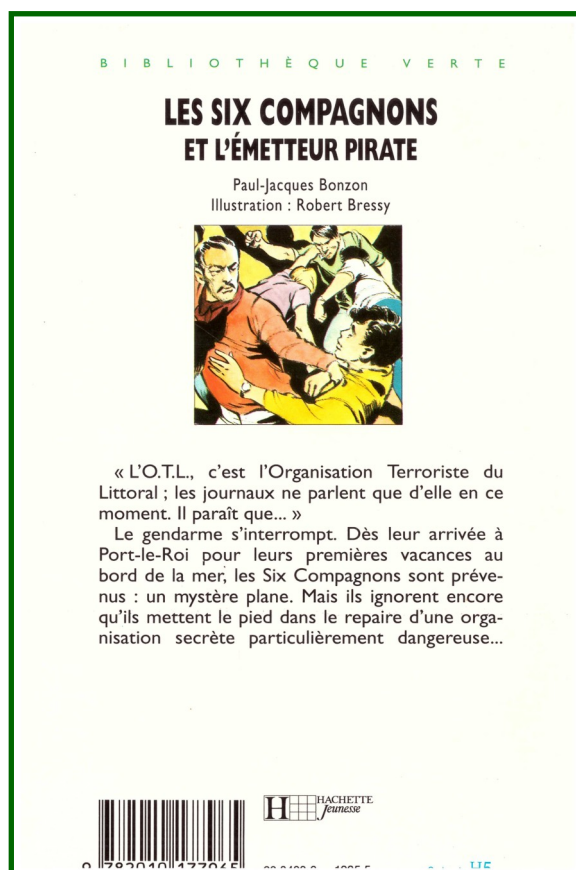 BIBLIOTHÈQUE VERTE
LES SIX COMPAGNONS
ET L'ÉMETTEUR PIRATE
Paul-Jacques Bonzon
Illustration : Robert Bressy
« L'O.T.L., c'est l'Organisation Terroriste du
Littoral ; les journaux ne parlent que d'elle en ce
moment. Il paraît que... »
Le gendarme s'interrompt. Dès leur arrivée à
Port-le-Roi pour leurs premières vacances au
bord de la mer, les Six Compagnons sont préve-
nus : un mystère plane. Mais ils ignorent encore
qu'ils mettent le pied dans le repaire d'une orga-
nisation secrète particulièrement dangereuse...
H HACHETTE
Jeunesse
9 782010 177965